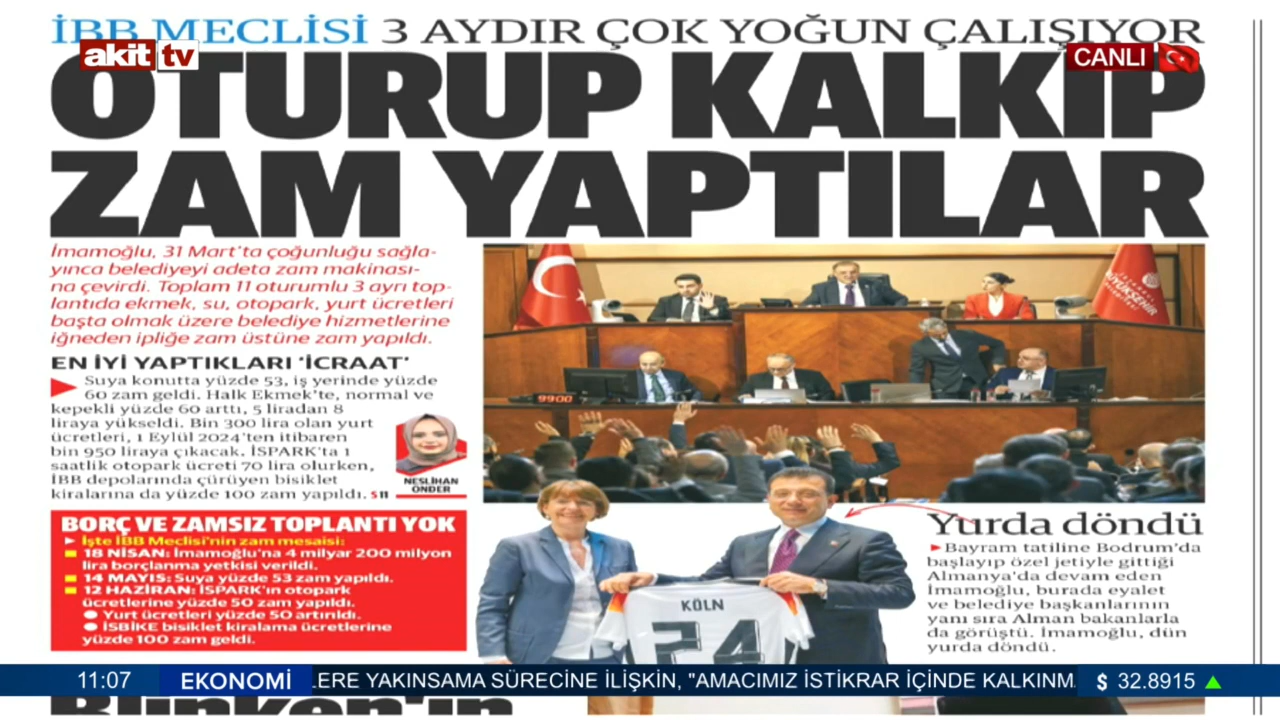 İBB MECLİSİ 3 AYDIR ÇOK YOĞUN ÇALIŞIYOR
akit tv
CANLI
OTURUP KALKIP
ZAM YAPTILAR
İmamoğlu, 31 Mart'ta çoğunluğu sağla-
yınca belediyeyi adeta zam makinası-
na çevirdi. Toplam 11 oturumlu 3 ayrı top-
lantıda ekmek, su, otopark, yurt ücretleri
başta olmak üzere belediye hizmetlerine
iğneden ipliğe zam üstüne zam yapıldı.
EN İYİ YAPTIKLARI 'İCRAAT'
Suya konutta yüzde 53, iş yerinde yüzde
60 zam geldi. Halk Ekmek'te, normal ve
kepekli yüzde 60 arttı, 5 liradan 8
liraya yükseldi. Bin 300 lira olan yurt
ücretleri, 1 Eylül 2024'ten itibaren
bin 950 liraya çıkacak. İSPARK'ta 1
saatlik otopark ücreti 70 lira olurken,
İBB depolarında çürüyen bisiklet
kiralarına da yüzde 100 zam yapıldı. S 11
NESLİHAN
ÖNDER
BORÇ VE ZAMSIZ TOPLANTI YOK
İşte İBB Meclisi'nin zam mesaisi:
18 NİSAN: İmamoğlu'na 4 milyar 200 milyon
lira borçlanma yetkisi verildi.
14 MAYIS: Suya yüzde 53 zam yapıldı.
12 HAZİRAN: İSPARK'ın otopark
ücretlerine yüzde 50 zam yapıldı.
Yurt ücretleri yüzde 50 artırıldı.
İSBİKE bisiklet kiralama ücretlerine
yüzde 100 zam geldi.
BÜYÜKŞEHİR
9900
KÖLN
24
Yurda döndü
Bayram tatiline Bodrum'da
başlayıp özel jetiyle gittiği
Almanya'da devam eden
İmamoğlu, burada eyalet
ve belediye başkanlarının
yanı sıra Alman bakanlarla
da görüştü. İmamoğlu, dün
yurda döndü.
11:07 EKONOMİ LERE YAKINSAMA SÜRECİNE İLİŞKİN, "AMACIMIZ İSTİKRAR İÇİNDE KALKINM $ 32.8915
Blinken'ın